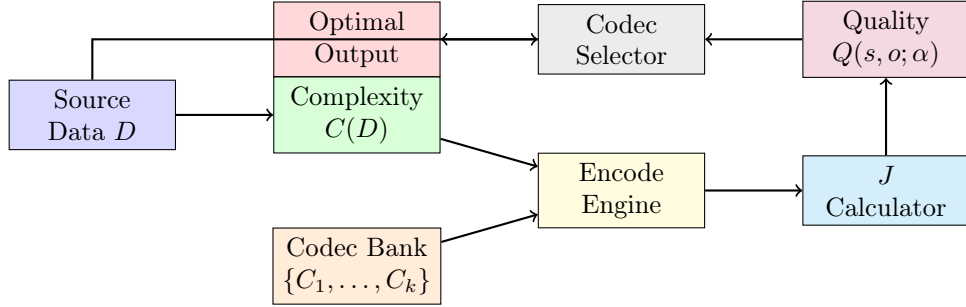 Optimal
Output
Codec
Selector
Quality
Q(s, o; α)
Source
Data D
Complexity
C(D)
Encode
Engine
J
Calculator
Codec Bank
{C₁, . . . , Cₖ}